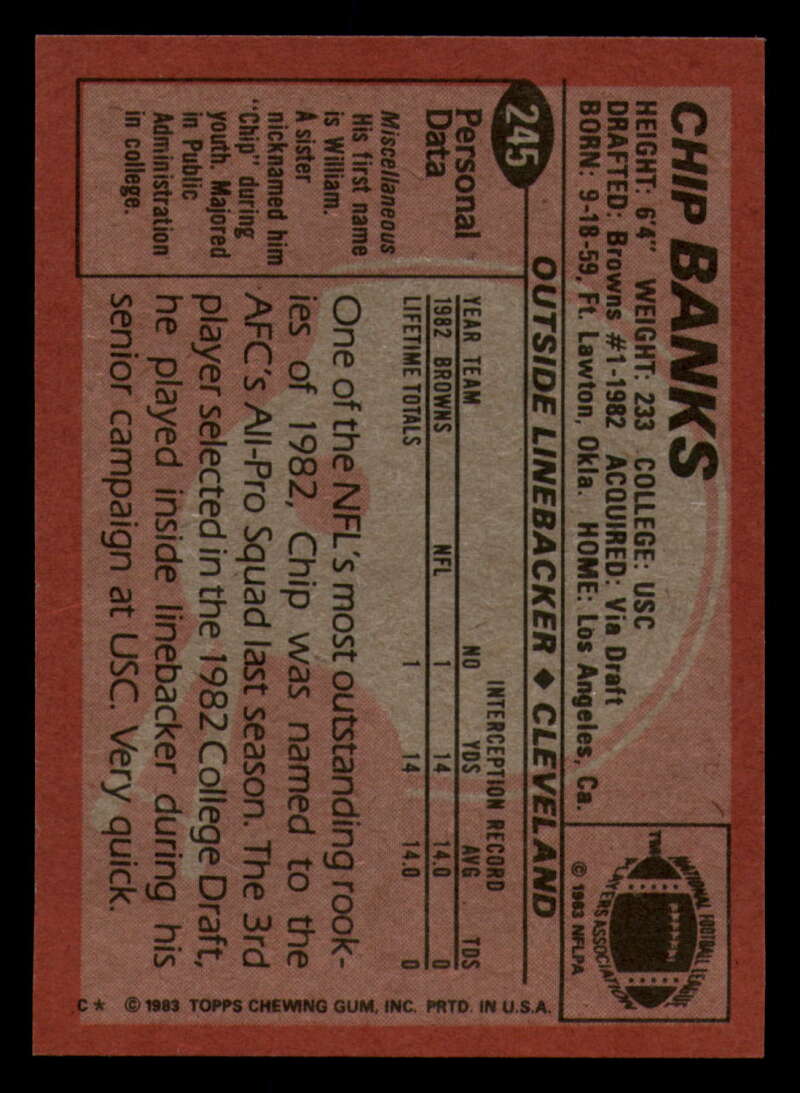 CHIP BANKS
HEIGHT: 6'4" WEIGHT: 233 COLLEGE: USC
DRAFTED: Browns #1-1982 ACQUIRED: Via Draft
BORN: 9-18-59, Ft. Lawton, Okla. HOME: Los Angeles, Ca.
NATIONAL FOOTBALL LEAGUE
PLAYERS ASSOCIATION
TM
© 1983 NFLPA
245
OUTSIDE LINEBACKER ♦ CLEVELAND
Personal
Data
Miscellaneous
His first name
is William.
A sister
nicknamed him
"Chip" during
youth. Majored
in Public
Administration
in college.
INTERCEPTION RECORD
YEAR TEAM NO YDS AVG TDS
1982 BROWNS NFL 1 14 14.0 0
LIFETIME TOTALS 1 14 14.0 0
One of the NFL's most outstanding rook-
ies of 1982, Chip was named to the
AFC's All-Pro Squad last season. The 3rd
player selected in the 1982 College Draft,
he played inside linebacker during his
senior campaign at USC. Very quick.
C* © 1983 TOPPS CHEWING GUM, INC. PRTD. IN U.S.A.